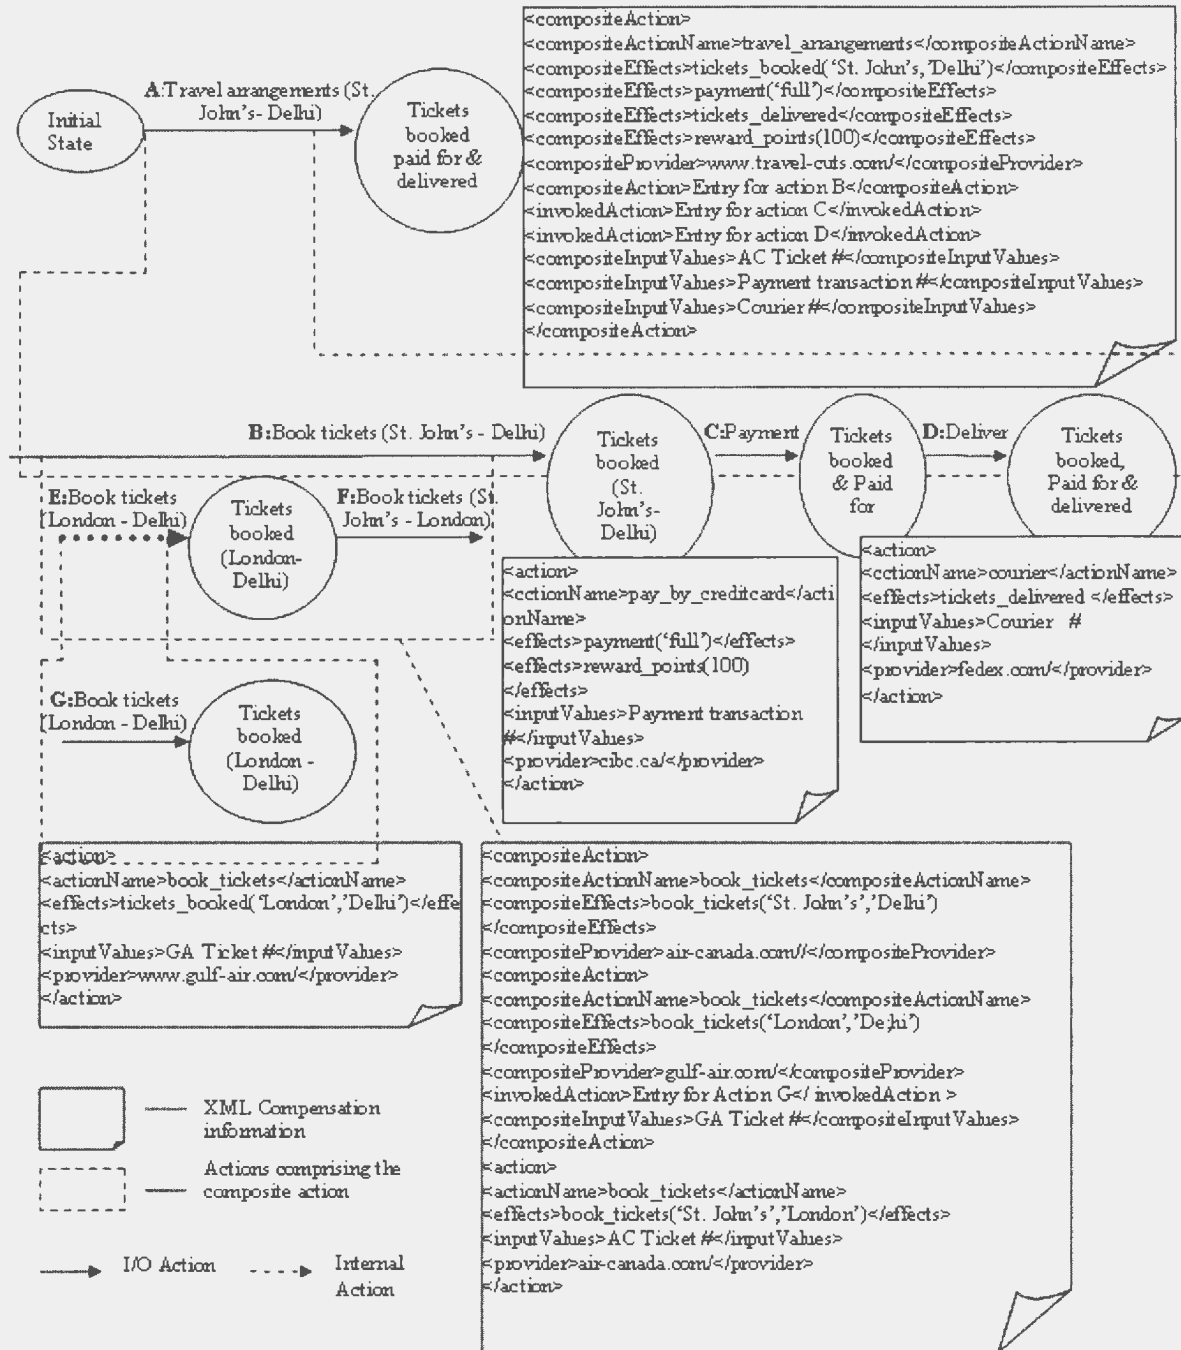 A:Travel arrangements (St.
John's- Delhi)
Initial
State
Tickets
booked
paid for &
delivered
<compositeAction>
<compositeActionName>travel_arrangements</compositeActionName>
<compositeEffects>tickets_booked('St. John's,'Delhi')</compositeEffects>
<compositeEffects>payment('full')</compositeEffects>
<compositeEffects>tickets_delivered</compositeEffects>
<compositeEffects>reward_points(100)</compositeEffects>
<compositeProvider>www.travel-cuts.com/</compositeProvider>
<compositeAction>Entry for action B</compositeAction>
<invokedAction>Entry for action C</invokedAction>
<invokedAction>Entry for action D</invokedAction>
<compositeInputValues>AC Ticket #</compositeInputValues>
<compositeInputValues>Payment transaction #</compositeInputValues>
<compositeInputValues>Courier #</compositeInputValues>
</compositeAction>
B:Book tickets (St. John's - Delhi)
Tickets
booked
(St.
John's-
Delhi)
C:Payment
Tickets
booked
& Paid
for
D:Deliver
Tickets
booked,
Paid for &
delivered
E:Book tickets
(London - Delhi)
Tickets
booked
(London-
Delhi)
F:Book tickets (St.
John's - London)
<action>
<cctionName>pay_by_creditcard</acti
onName>
<effects>payment('full')</effects>
<effects>reward_points(100)
</effects>
<inputValues>Payment transaction
#</inputValues>
<provider>cibc.ca/</provider>
</action>
<action>
<cctionName>courier</actionName>
<effects>tickets_delivered </effects>
<inputValues>Courier #
</inputValues>
<provider>fedex.com/</provider>
</action>
G:Book tickets
(London - Delhi)
Tickets
booked
(London -
Delhi)
<action>
<actionName>book_tickets</actionName>
<effects>tickets_booked('London','Delhi')</effe
cts>
<inputValues>GA Ticket #</inputValues>
<provider>www.gulf-air.com/</provider>
</action>
<compositeAction>
<compositeActionName>book_tickets</compositeActionName>
<compositeEffects>book_tickets('St. John's','Delhi')
</compositeEffects>
<compositeProvider>air-canada.com//</compositeProvider>
<compositeAction>
<compositeActionName>book_tickets</compositeActionName>
<compositeEffects>book_tickets('London','Delhi')
</compositeEffects>
<compositeProvider>gulf-air.com/</compositeProvider>
<invokedAction>Entry for Action G</ invokedAction >
<compositeInputValues>GA Ticket #</compositeInputValues>
</compositeAction>
<action>
<actionName>book_tickets</actionName>
<effects>book_tickets('St. John's','London')</effects>
<inputValues>AC Ticket #</inputValues>
<provider>air-canada.com/</provider>
</action>
XML Compensation
information
Actions comprising the
composite action
I/O Action
Internal
Action